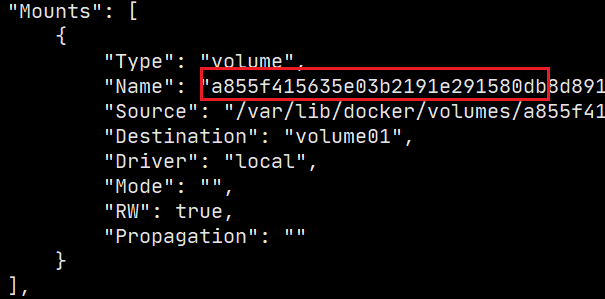 "Mounts": [
{
"Type": "volume",
"Name": "a855f415635e03b2191e291580db8d891
"Source": "/var/lib/docker/volumes/a855f41
"Destination": "volume01",
"Driver": "local",
"Mode": "",
"RW": true,
"Propagation": ""
}
],